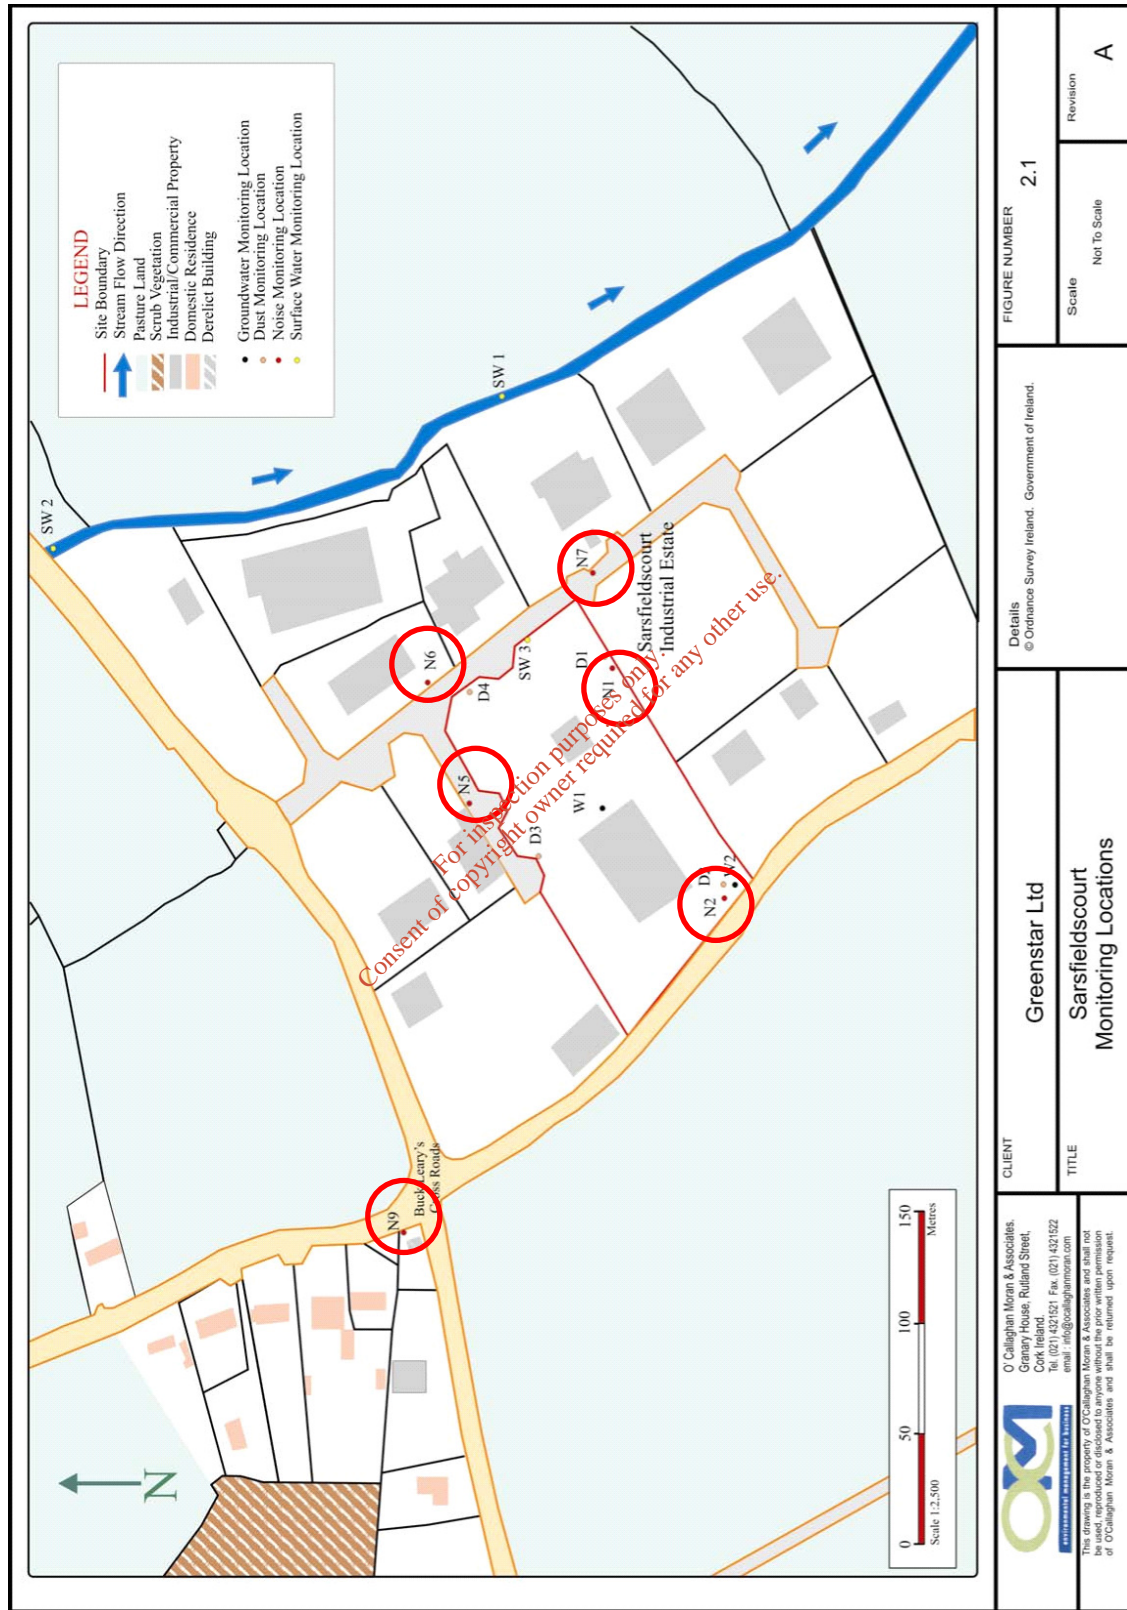 LEGEND
Site Boundary
Stream Flow Direction
Pasture Land
Scrub Vegetation
Industrial/Commercial Property
Domestic Residence
Derelict Building
Groundwater Monitoring Location
Dust Monitoring Location
Noise Monitoring Location
Surface Water Monitoring Location
N
SW 2
SW 1
SW 3
N6
N7
N5
N1
N2
N9
D4
D1
D3
W1
W2
Sarsfieldscourt
Industrial Estate
Buck Leary's
Cross Roads
For inspection purposes only.
Consent of copyright owner required for any other use.
0 50 100 150
Scale 1:2,500
Metres
O' Callaghan Moran & Associates.
Granary House, Rutland Street,
Cork Ireland.
Tel. (021) 4321521 Fax. (021) 4321522
email : info@ocallaghanmoran.com
OCM
environmental management for business
This drawing is the property of O'Callaghan Moran & Associates and shall not
be used, reproduced or disclosed to anyone without the prior written permission
of O'Callaghan Moran & Associates and shall be returned upon request.
CLIENT
Greenstar Ltd
TITLE
Sarsfieldscourt
Monitoring Locations
Details
© Ordnance Survey Ireland. Government of Ireland.
FIGURE NUMBER
2.1
Scale
Not To Scale
Revision
A